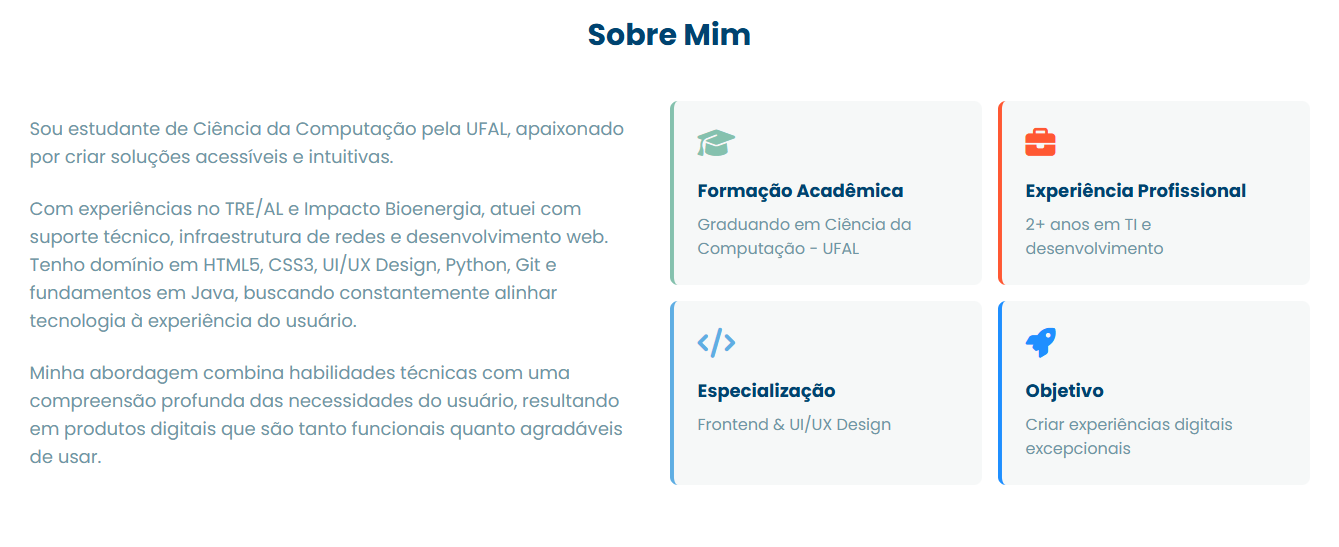 Sobre Mim
Sou estudante de Ciência da Computação pela UFAL, apaixonado
por criar soluções acessíveis e intuitivas.
Com experiências no TRE/AL e Impacto Bioenergia, atuei com
suporte técnico, infraestrutura de redes e desenvolvimento web.
Tenho domínio em HTML5, CSS3, UI/UX Design, Python, Git e
fundamentos em Java, buscando constantemente alinhar
tecnologia à experiência do usuário.
Minha abordagem combina habilidades técnicas com uma
compreensão profunda das necessidades do usuário, resultando
em produtos digitais que são tanto funcionais quanto agradáveis
de usar.
Formação Acadêmica
Graduando em Ciência da
Computação - UFAL
Experiência Profissional
2+ anos em TI e
desenvolvimento
Especialização
Frontend & UI/UX Design
Objetivo
Criar experiências digitais
excepcionais